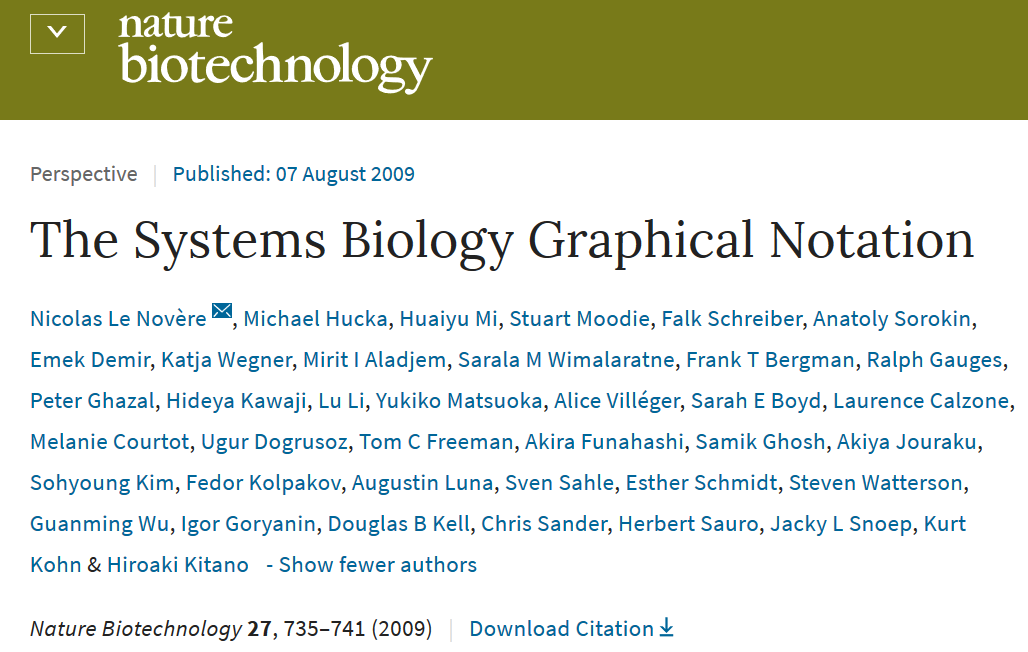 nature
biotechnology
Perspective | Published: 07 August 2009
The Systems Biology Graphical Notation
Nicolas Le Novère, Michael Hucka, Huaiyu Mi, Stuart Moodie, Falk Schreiber, Anatoly Sorokin,
Emek Demir, Katja Wegner, Mirit I Aladjem, Sarala M Wimalaratne, Frank T Bergman, Ralph Gauges,
Peter Ghazal, Hideya Kawaji, Lu Li, Yukiko Matsuoka, Alice Villéger, Sarah E Boyd, Laurence Calzone,
Melanie Courtot, Ugur Dogrusoz, Tom C Freeman, Akira Funahashi, Samik Ghosh, Akiya Jouraku,
Sohyoung Kim, Fedor Kolpakov, Augustin Luna, Sven Sahle, Esther Schmidt, Steven Watterson,
Guanming Wu, Igor Goryanin, Douglas B Kell, Chris Sander, Herbert Sauro, Jacky L Snoep, Kurt
Kohn & Hiroaki Kitano - Show fewer authors
Nature Biotechnology 27, 735–741 (2009) | Download Citation